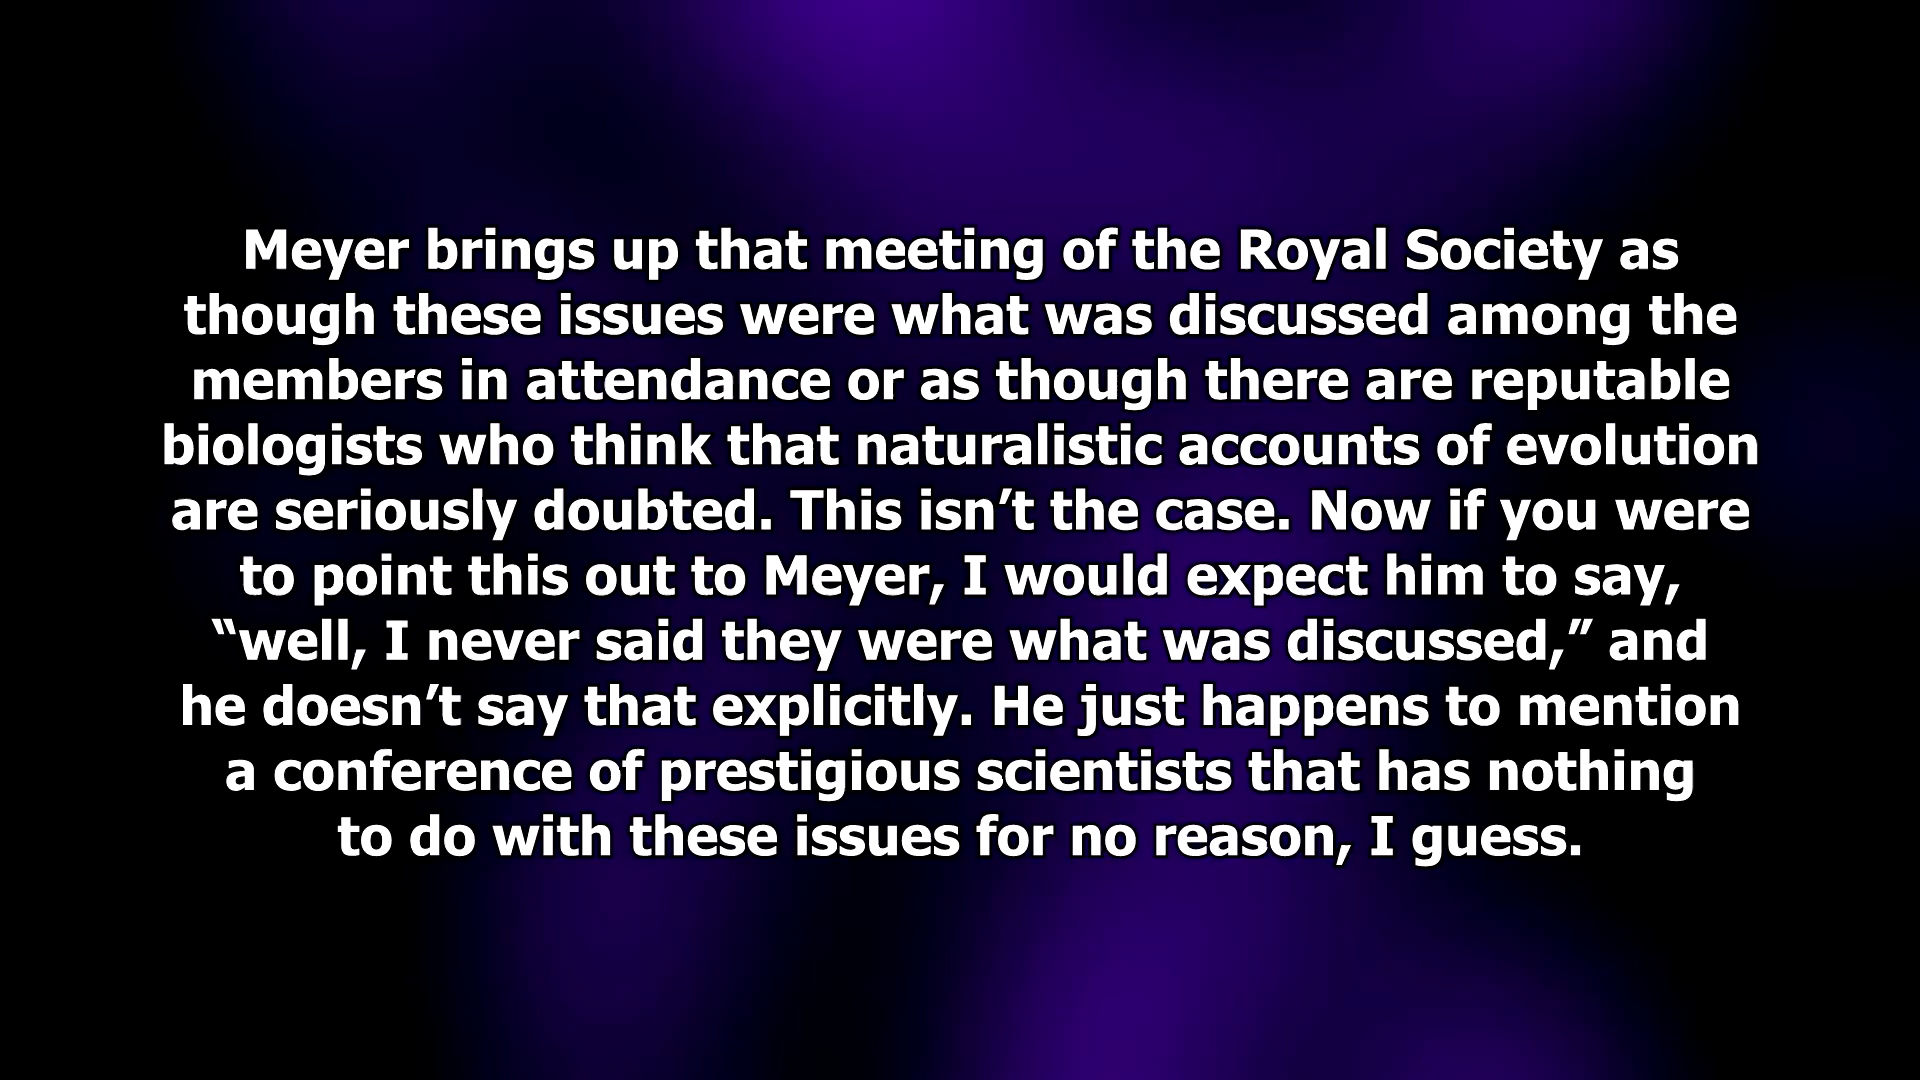 Meyer brings up that meeting of the Royal Society as
though these issues were what was discussed among the
members in attendance or as though there are reputable
biologists who think that naturalistic accounts of evolution
are seriously doubted. This isn’t the case. Now if you were
to point this out to Meyer, I would expect him to say,
“well, I never said they were what was discussed,” and
he doesn’t say that explicitly. He just happens to mention
a conference of prestigious scientists that has nothing
to do with these issues for no reason, I guess.